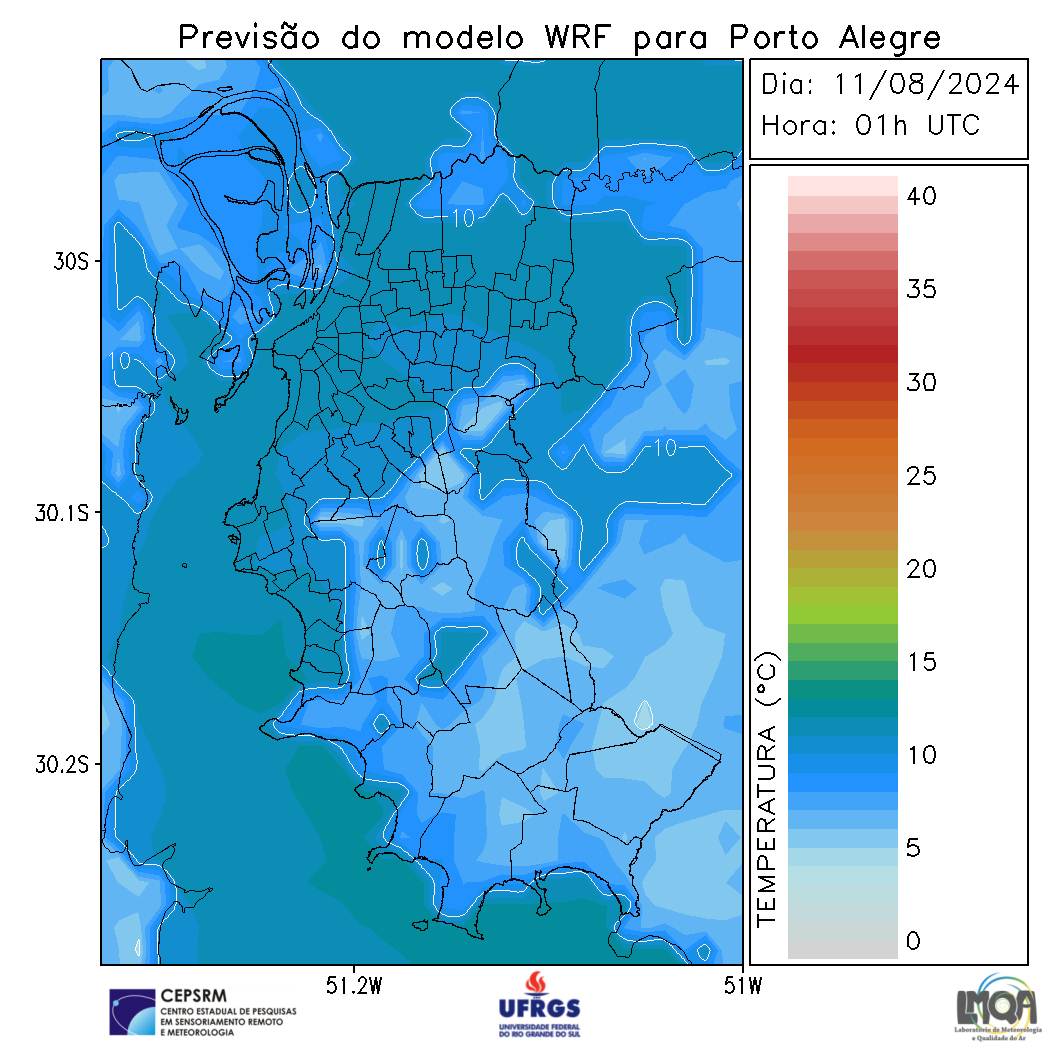 Previsão do modelo WRF para Porto Alegre
Dia: 11/08/2024
Hora: 01h UTC
40
35
30
25
20
15
10
5
0
TEMPERATURA (°C)
30S
30.1S
30.2S
51.2W
51W
10
10
10
CEPSRM
CENTRO ESTADUAL DE PESQUISAS
EM SENSORIAMENTO REMOTO
E METEOROLOGIA
UFRGS
UNIVERSIDADE FEDERAL
DO RIO GRANDE DO SUL
LMQA
Laboratório de Meteorologia
e Qualidade do Ar